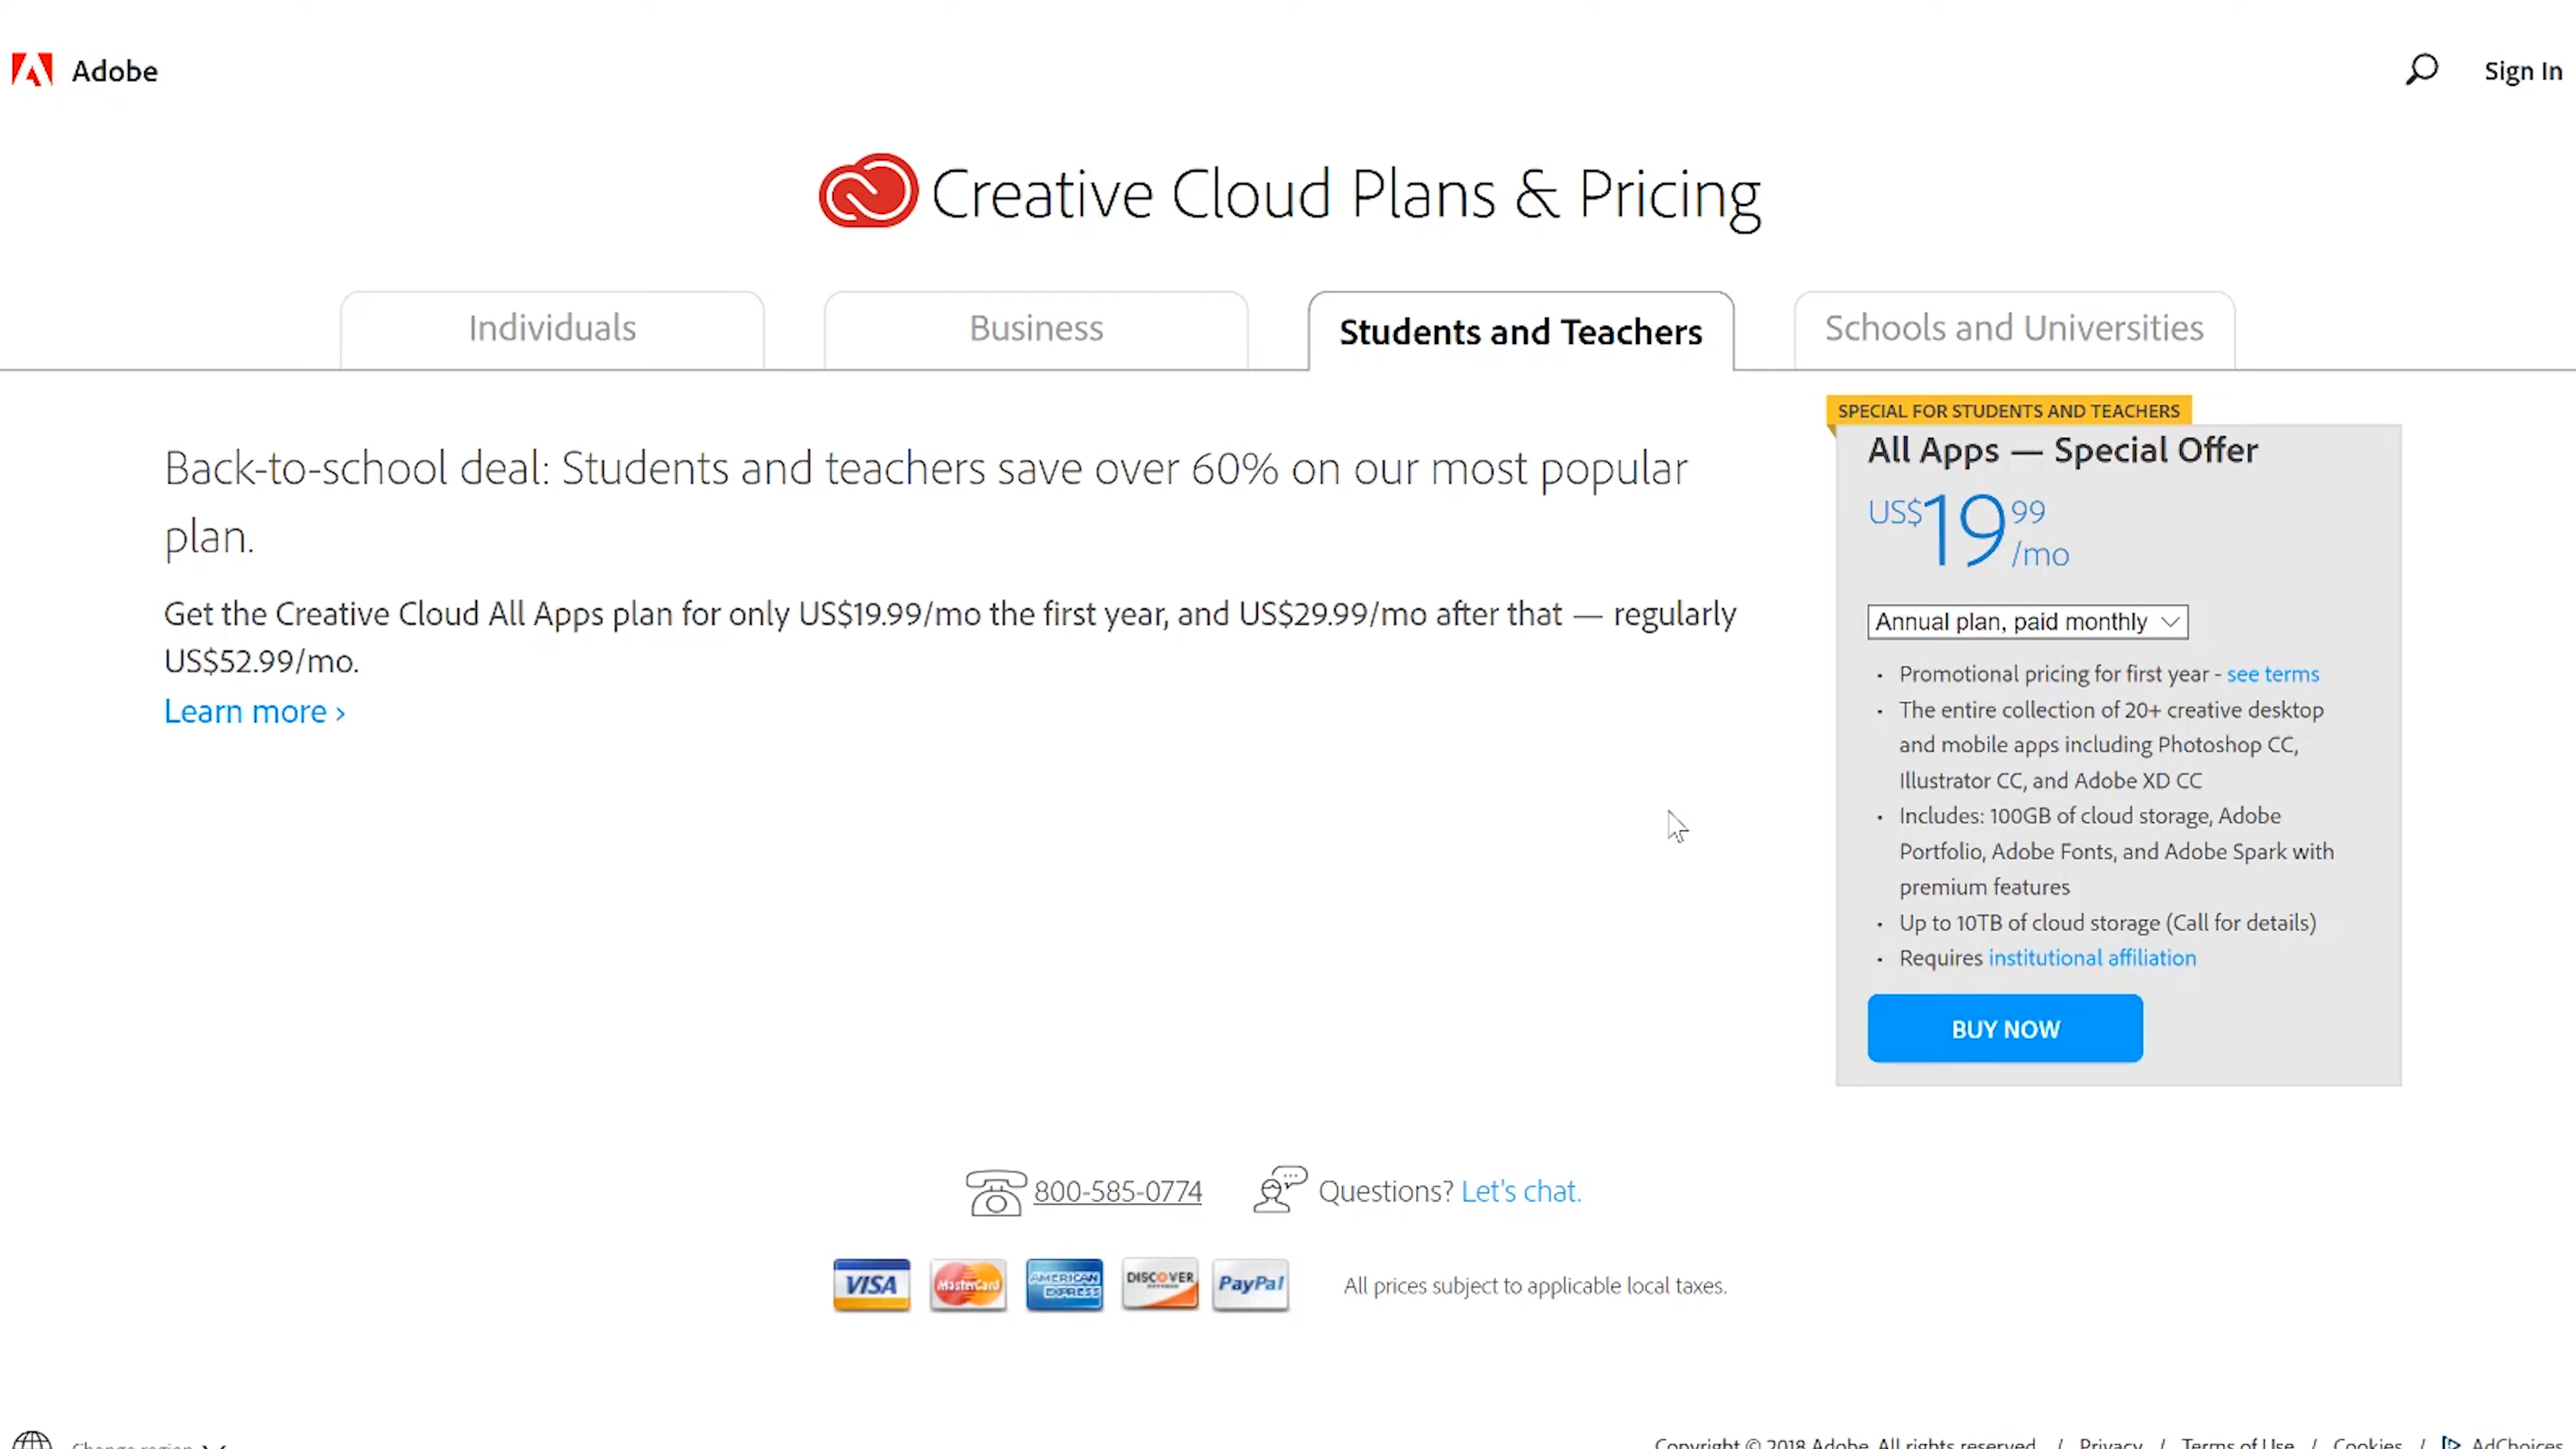 Adobe
Sign In
Creative Cloud Plans & Pricing
Individuals
Business
Students and Teachers
Schools and Universities
Back-to-school deal: Students and teachers save over 60% on our most popular
plan.
Get the Creative Cloud All Apps plan for only US$19.99/mo the first year, and US$29.99/mo after that — regularly
US$52.99/mo.
Learn more ›
SPECIAL FOR STUDENTS AND TEACHERS
All Apps — Special Offer
US$19 99
/mo
Annual plan, paid monthly
• Promotional pricing for first year - see terms
• The entire collection of 20+ creative desktop
and mobile apps including Photoshop CC,
Illustrator CC, and Adobe XD CC
• Includes: 100GB of cloud storage, Adobe
Portfolio, Adobe Fonts, and Adobe Spark with
premium features
• Up to 10TB of cloud storage (Call for details)
• Requires institutional affiliation
BUY NOW
800-585-0774
Questions? Let's chat.
VISA
MasterCard
AMERICAN
EXPRESS
DISCOVER
PayPal
All prices subject to applicable local taxes.
Change region
Copyright © 2018 Adobe. All rights reserved. / Privacy / Terms of Use / Cookies / AdChoices